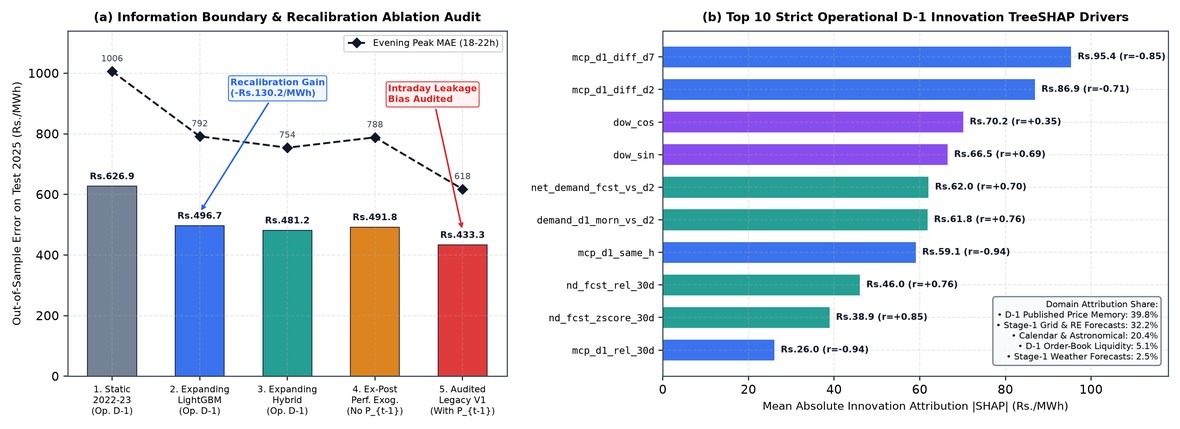 (a) Information Boundary & Recalibration Ablation Audit
Out-of-Sample Error on Test 2025 (Rs./MWh)
1000
800
600
400
200
0
Evening Peak MAE (18-22h)
Recalibration Gain
(-Rs.130.2/MWh)
Intraday Leakage
Bias Audited
1006
792
754
788
618
Rs.626.9
Rs.496.7
Rs.481.2
Rs.491.8
Rs.433.3
1. Static
2022-23
(Op. D-1)
2. Expanding
LightGBM
(Op. D-1)
3. Expanding
Hybrid
(Op. D-1)
4. Ex-Post
Perf. Exog.
(No P_{t-1})
5. Audited
Legacy V1
(With P_{t-1})
(b) Top 10 Strict Operational D-1 Innovation TreeSHAP Drivers
mcp_d1_diff_d7
Rs.95.4 (r=-0.85)
mcp_d1_diff_d2
Rs.86.9 (r=-0.71)
dow_cos
Rs.70.2 (r=+0.35)
dow_sin
Rs.66.5 (r=+0.69)
net_demand_fcst_vs_d2
Rs.62.0 (r=+0.70)
demand_d1_morn_vs_d2
Rs.61.8 (r=+0.76)
mcp_d1_same_h
Rs.59.1 (r=-0.94)
nd_fcst_rel_30d
Rs.46.0 (r=+0.76)
nd_fcst_zscore_30d
Rs.38.9 (r=+0.85)
mcp_d1_rel_30d
Rs.26.0 (r=-0.94)
Domain Attribution Share:
• D-1 Published Price Memory: 39.8%
• Stage-1 Grid & RE Forecasts: 32.2%
• Calendar & Astronomical: 20.4%
• D-1 Order-Book Liquidity: 5.1%
• Stage-1 Weather Forecasts: 2.5%
0
20
40
60
80
100
Mean Absolute Innovation Attribution |SHAP| (Rs./MWh)